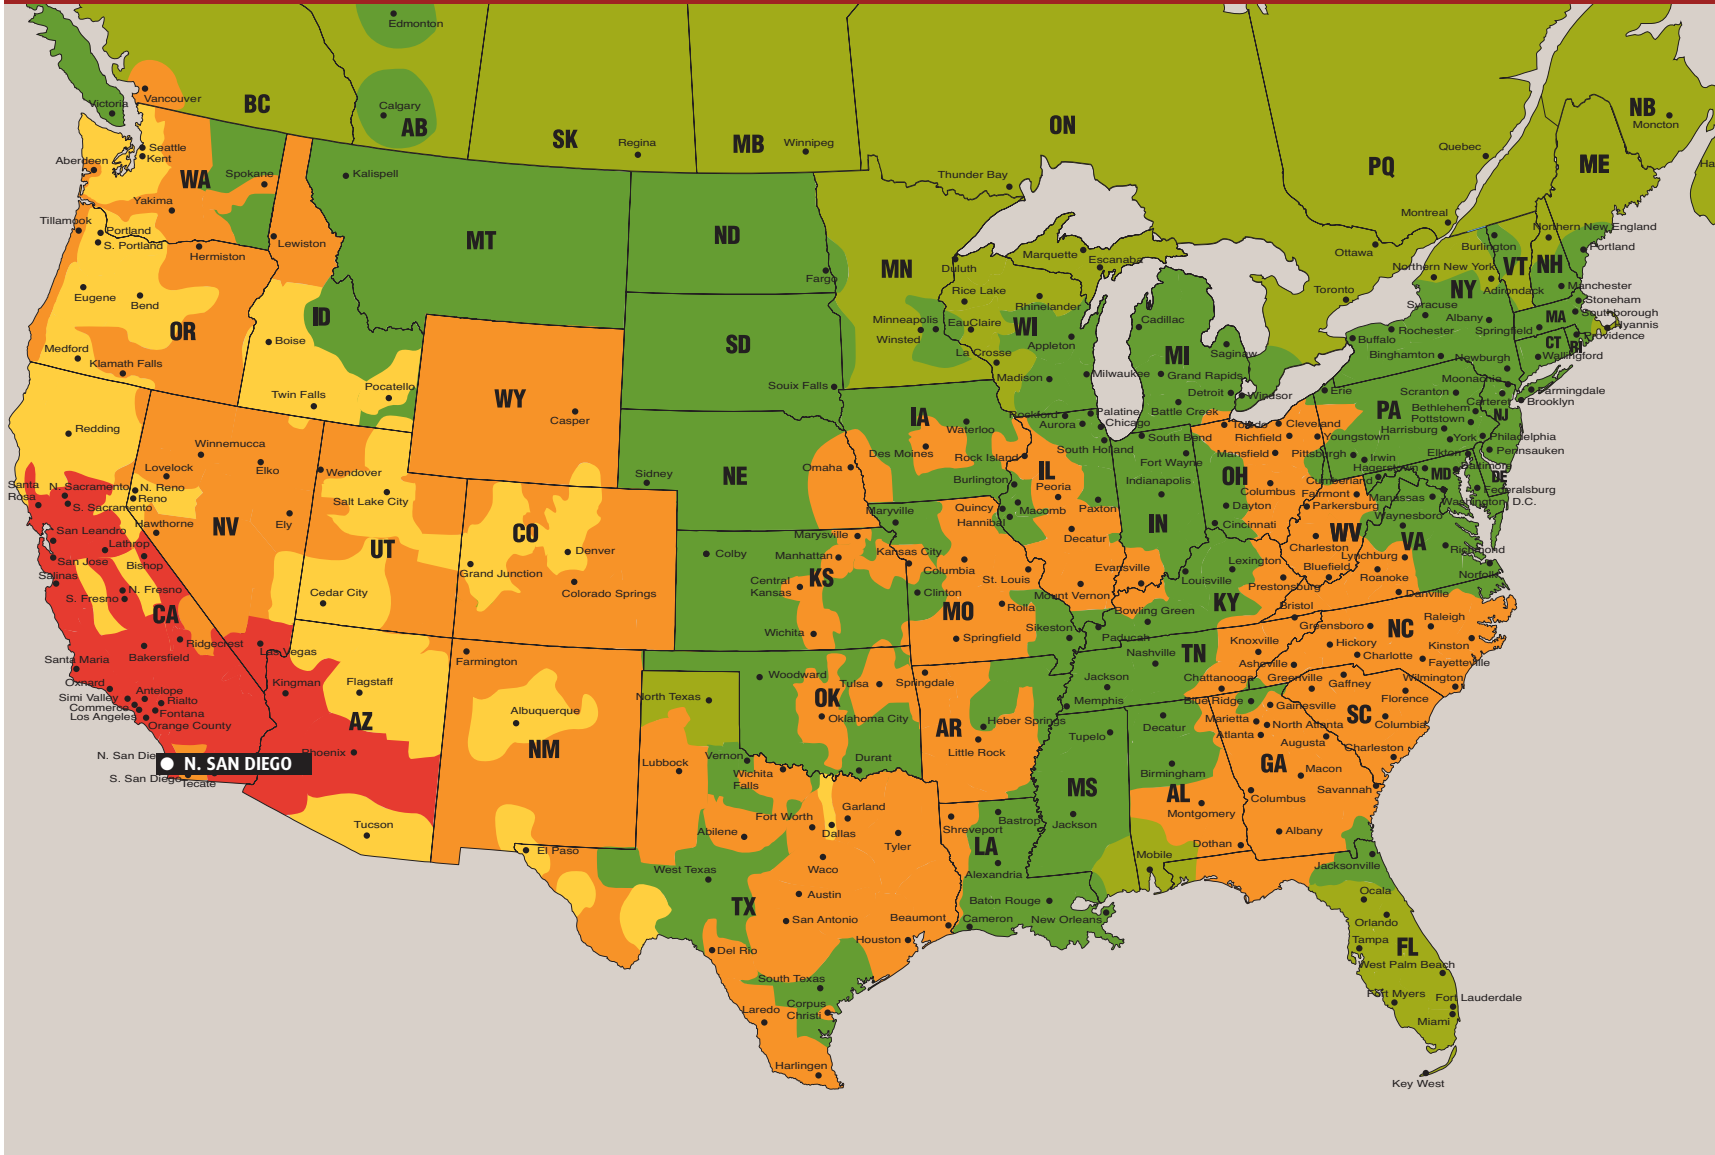 Edmonton
Victoria
Vancouver
BC
Calgary
AB
SK
Regina
MB
Winnipeg
ON
PQ
Quebec
NB
Moncton
ME
Ha
Thunder Bay
Montreal
Ottawa
Toronto
Aberdeen
Seattle
Kent
WA
Spokane
Yakima
Tillamook
Portland
S. Portland
Hermiston
Lewiston
Kalispell
MT
ND
Fargo
MN
Duluth
Marquette
Escanaba
Rice Lake
Rhinelander
Minneapolis
Winsted
EauClaire
WI
La Crosse
Appleton
Madison
Milwaukee
Cadillac
MI
Saginaw
Grand Rapids
Detroit
Windsor
Battle Creek
Northern New England
Burlington
Portland
VT
NH
Northern New York
Adirondack
NY
Manchester
Stoneham
Southborough
Hyannis
MA
Syracuse
Albany
Springfield
Rochester
Buffalo
Providence
CT
RI
Wallingford
Binghamton
Newburgh
Moonachie
Farmingdale
Brooklyn
Carteret
Erie
Scranton
PA
Bethlehem
Pottstown
Harrisburg
NJ
York
Philadelphia
Pennsauken
Elkton
Baltimore
Pittsburgh
Irwin
Hagerstown
MD
DE
Cumberland
Federalsburg
Washington D.C.
Manassas
Fairmont
Parkersburg
Waynesboro
WV
VA
Richmond
Charleston
Lynchburg
Bluefield
Roanoke
Norfolk
Danville
Eugene
Bend
OR
Medford
Klamath Falls
ID
Boise
Twin Falls
Pocatello
WY
Casper
SD
Souix Falls
IA
Waterloo
Des Moines
Rockford
Aurora
Palatine
Chicago
South Holland
Rock Island
Burlington
IL
Peoria
Macomb
Paxton
Quincy
Hannibal
Decatur
South Bend
Fort Wayne
Indianapolis
IN
Evansville
Toledo
Cleveland
Richfield
Youngstown
Mansfield
OH
Columbus
Dayton
Cincinnati
Redding
Winnemucca
Lovelock
Elko
N. Reno
Reno
Santa
Rosa
N. Sacramento
S. Sacramento
Hawthorne
NV
Ely
San Leandro
Lathrop
San Jose
Bishop
Salinas
N. Fresno
S. Fresno
CA
Ridgecrest
Bakersfield
Las Vegas
Santa Maria
Oxnard
Antelope
Simi Valley
Rialto
Commerce
Fontana
Los Angeles
Orange County
N. San Die
N. SAN DIEGO
S. San Diego
Tecate
Wendover
Salt Lake City
UT
Cedar City
CO
Denver
Grand Junction
Colorado Springs
Kingman
Flagstaff
AZ
Phoenix
Tucson
Farmington
Albuquerque
NM
El Paso
Sidney
NE
Omaha
Colby
Marysville
Manhattan
KS
Central
Kansas
Wichita
Maryville
Kansas City
Columbia
St. Louis
Clinton
MO
Rolla
Springfield
Sikeston
Mount Vernon
Louisville
Lexington
Prestonsburg
KY
Bowling Green
Paducah
Bristol
Nashville
TN
Knoxville
Jackson
Memphis
Chattanooga
Greensboro
Raleigh
NC
Hickory
Kinston
Charlotte
Fayetteville
Asheville
Greenville
Gaffney
Wilmington
Florence
SC
Columbia
Charleston
Woodward
Tulsa
OK
Oklahoma City
Durant
Springdale
AR
Heber Springs
Little Rock
North Texas
Lubbock
Vernon
Wichita
Falls
Abilene
Fort Worth
Dallas
Garland
Tyler
Waco
West Texas
TX
Austin
San Antonio
Beaumont
Houston
Del Rio
South Texas
Corpus
Christi
Laredo
Harlingen
Shreveport
Bastrop
LA
Alexandria
Baton Rouge
Cameron
New Orleans
Tupelo
MS
Jackson
Decatur
Birmingham
AL
Montgomery
Dothan
Mobile
Blue Ridge
Gainesville
Marietta
North Atlanta
Atlanta
Augusta
GA
Macon
Columbus
Savannah
Albany
Jacksonville
Ocala
Orlando
Tampa
FL
West Palm Beach
Fort Myers
Fort Lauderdale
Miami
Key West